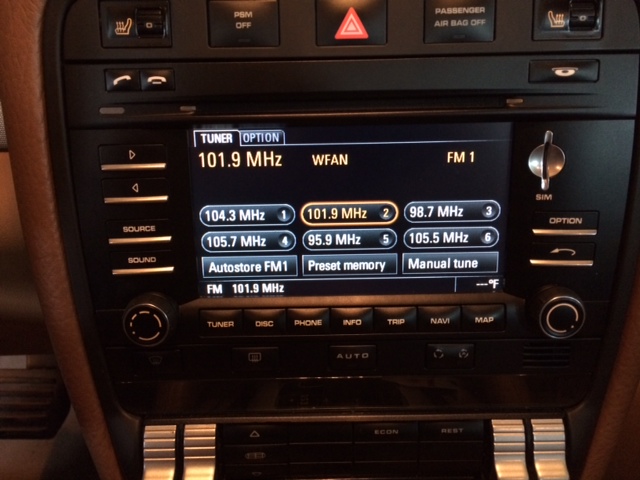 PSM
OFF
PASSENGER
AIR BAG OFF
TUNER OPTION
101.9 MHz WFAN FM 1
104.3 MHz 1 101.9 MHz 2 98.7 MHz 3
105.7 MHz 4 95.9 MHz 5 105.5 MHz 6
Autostore FM1 Preset memory Manual tune
FM 101.9 MHz ---°F
SOURCE
SOUND
SIM
OPTION
TUNER DISC PHONE INFO TRIP NAVI MAP
AUTO
ECON REST